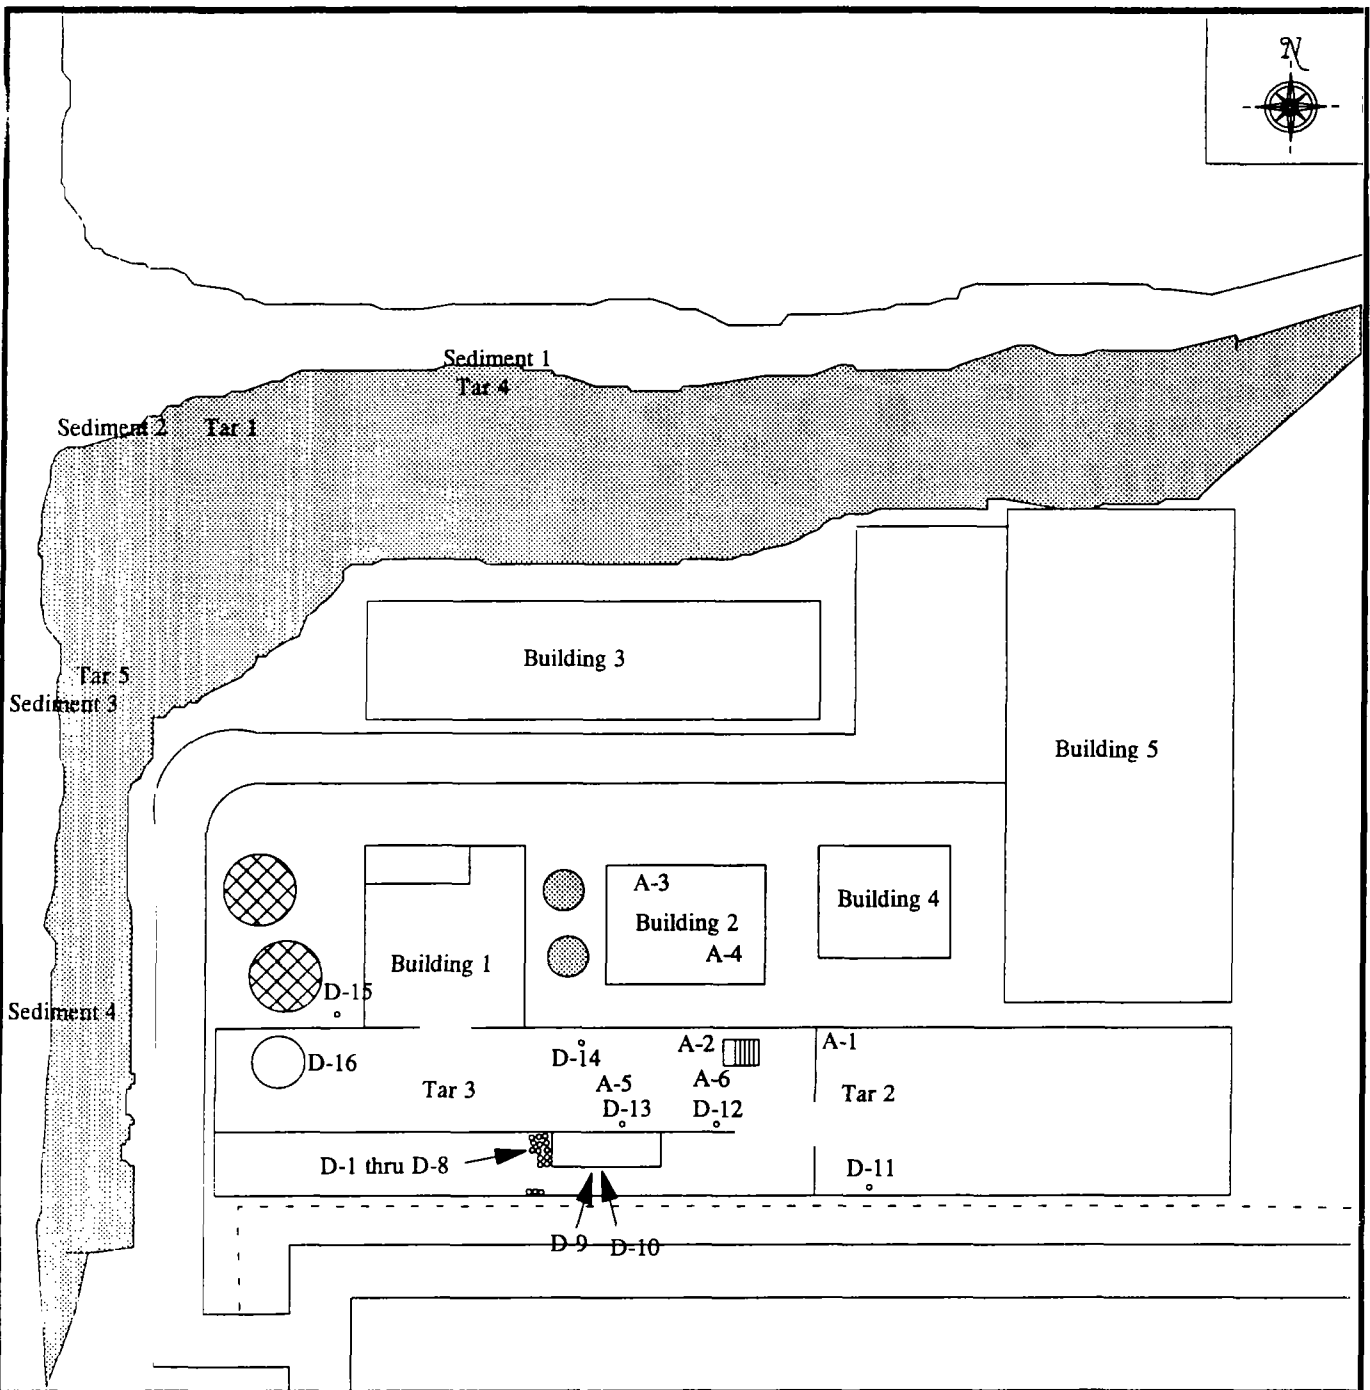 N
Sediment 1
Tar 4
Sediment 2
Tar 1
Building 3
Tar 5
Sediment 3
Building 5
A-3
Building 4
Building 2
A-4
Building 1
D-15
Sediment 4
A-2
A-1
D-14
D-16
A-5
A-6
Tar 3
Tar 2
D-13
D-12
D-1 thru D-8
D-11
D-9
D-10